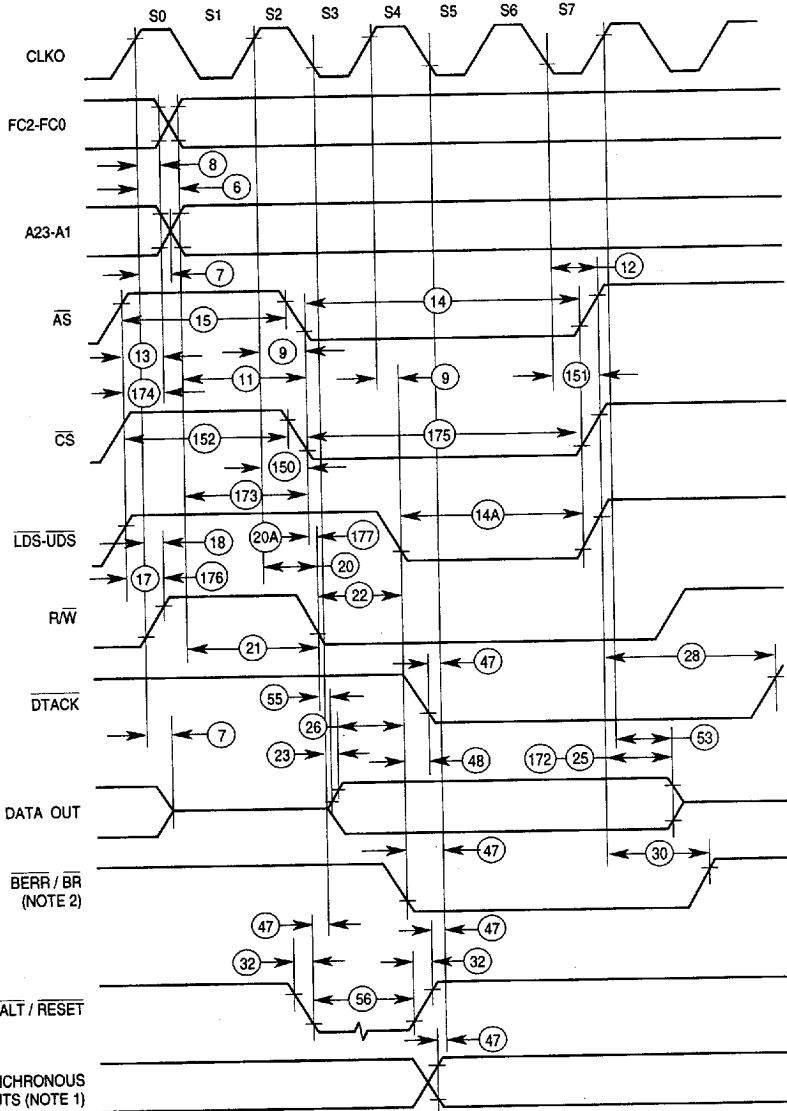 S0 S1 S2 S3 S4 S5 S6 S7
CLKO
FC2-FC0
8
6
A23-A1
7
12
AS
15
14
13
9
9
151
174
11
CS
152
175
150
173
14A
LDS-UDS
18
20A
177
17
176
20
22
R/W
21
47
28
DTACK
55
7
26
53
23
48
172
25
DATA OUT
47
30
BERR / BR
(NOTE 2)
47
47
32
32
ALT / RESET
56
47
NCHRONOUS
UTS (NOTE 1)